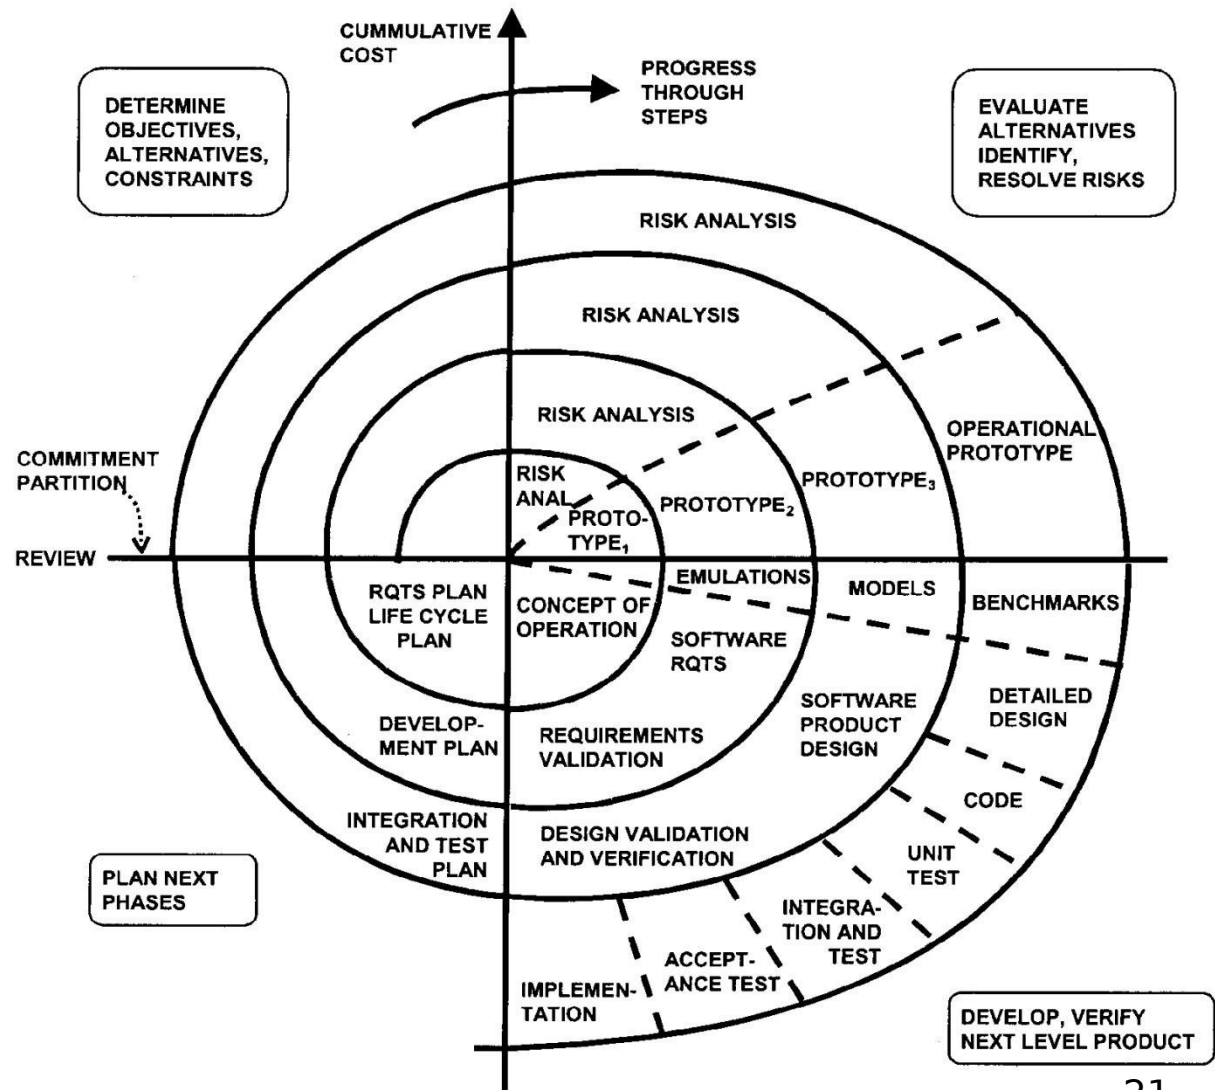 CUMMULATIVE
COST
PROGRESS
THROUGH
STEPS
DETERMINE
OBJECTIVES,
ALTERNATIVES,
CONSTRAINTS
EVALUATE
ALTERNATIVES
IDENTIFY,
RESOLVE RISKS
RISK ANALYSIS
RISK ANALYSIS
RISK ANALYSIS
RISK
ANAL.
PROTO-
TYPE1
PROTOTYPE2
PROTOTYPE3
OPERATIONAL
PROTOTYPE
COMMITMENT
PARTITION
REVIEW
RQTS PLAN
LIFE CYCLE
PLAN
CONCEPT OF
OPERATION
EMULATIONS
MODELS
BENCHMARKS
SOFTWARE
RQTS
SOFTWARE
PRODUCT
DESIGN
DETAILED
DESIGN
DEVELOP-
MENT PLAN
REQUIREMENTS
VALIDATION
CODE
INTEGRATION
AND TEST
PLAN
DESIGN VALIDATION
AND VERIFICATION
UNIT
TEST
PLAN NEXT
PHASES
INTEGRA-
TION AND
TEST
ACCEPT-
ANCE TEST
IMPLEMEN-
TATION
DEVELOP, VERIFY
NEXT LEVEL PRODUCT